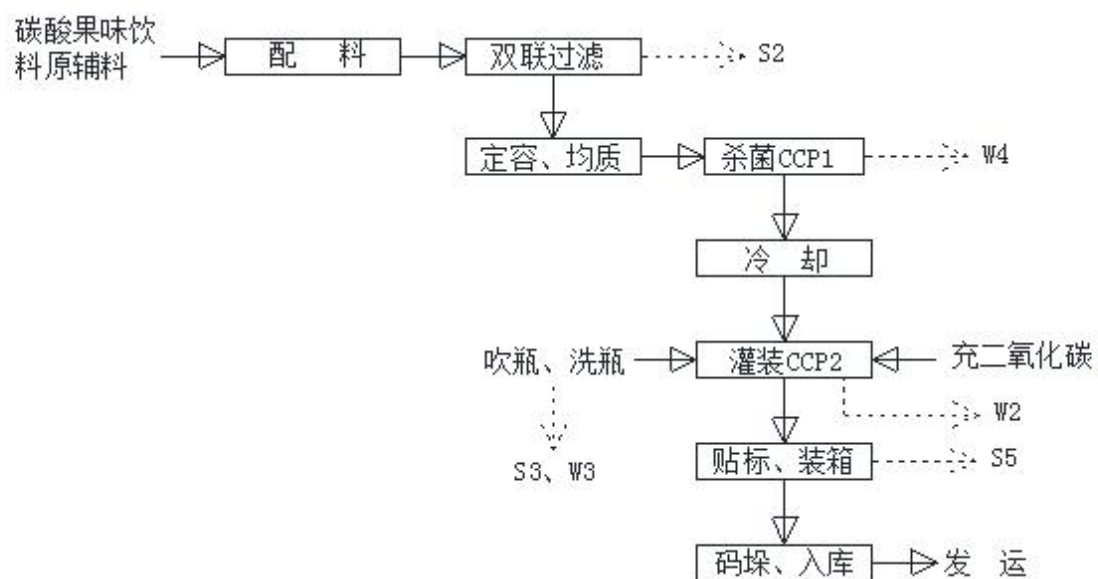 碳酸果味饮
料原辅料
配 料
双联过滤
S2
定容、均质
杀菌CCP1
W4
冷 却
吹瓶、洗瓶
灌装CCP2
充二氧化碳
W2
S3、W3
贴标、装箱
S5
码垛、入库
发 运